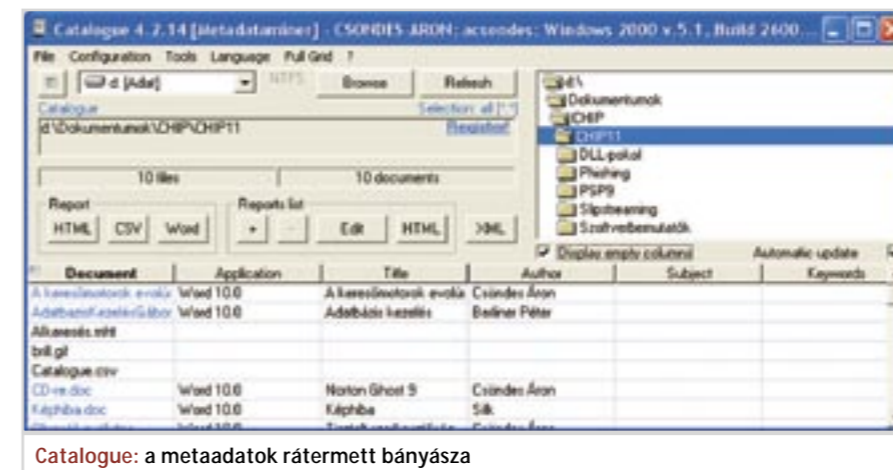 Catalogue 4.2.14 [Metadataminer] - CSÖNDES ÁRON: acsondes: Windows 2000 v.5.1, Build 2600...
File Configuration Tools Language Full Grid ?
d: [Adat] NTFS Browse Refresh
Catalogue Selection: all [*.*]
d:\Dokumentumok\CHIP\CHIP11
Register!
10 files 10 documents
Report Reports list
HTML CSV Word + - Edit HTML XML
d:\
Dokumentumok
CHIP
CHIP11
DLL-pokol
Phishing
PSP9
Slipstreaming
Szoftverbemutatók
Display empty columns Automatic update
Document Application Title Author Subject Keywords
A keresőmotorok evolúc Word 10.0 A keresőmotorok evolúc Csöndes Áron
AdatbazisKezelésGábor Word 10.0 Adatbázis kezelés Berliner Péter
Alkeresés.mht
brill.gif
Catalogue.csv
CD-re.doc Word 10.0 Norton Ghost 9 Csöndes Áron
Képhiba.doc Word 10.0 Képhiba Silk
Catalogue: a metaadatok rátermett bányásza